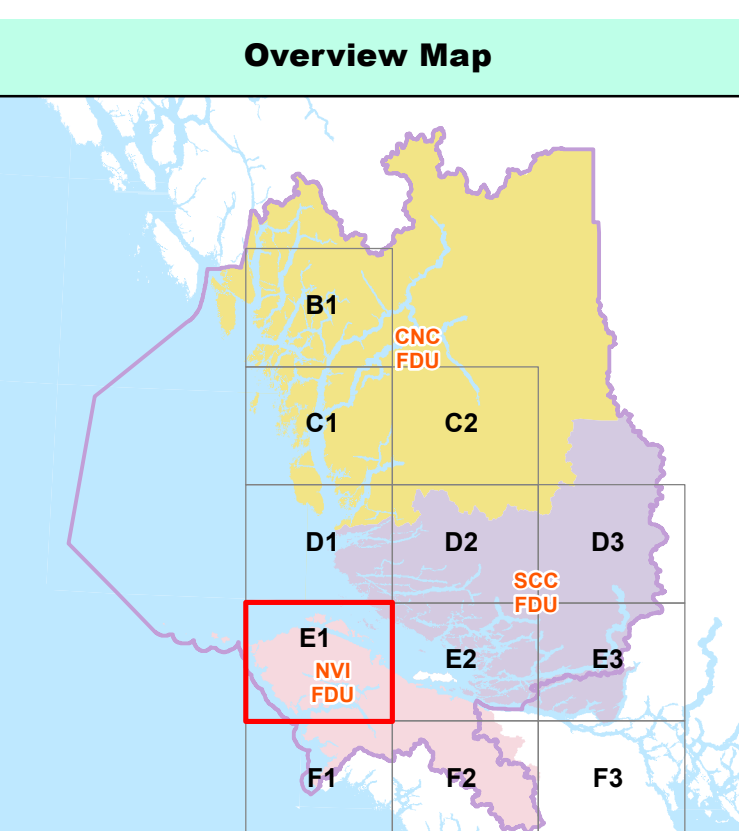 Overview Map
B1
CNC
FDU
C1
C2
D1
D2
D3
SCC
FDU
E1
E2
E3
NVI
FDU
F1
F2
F3